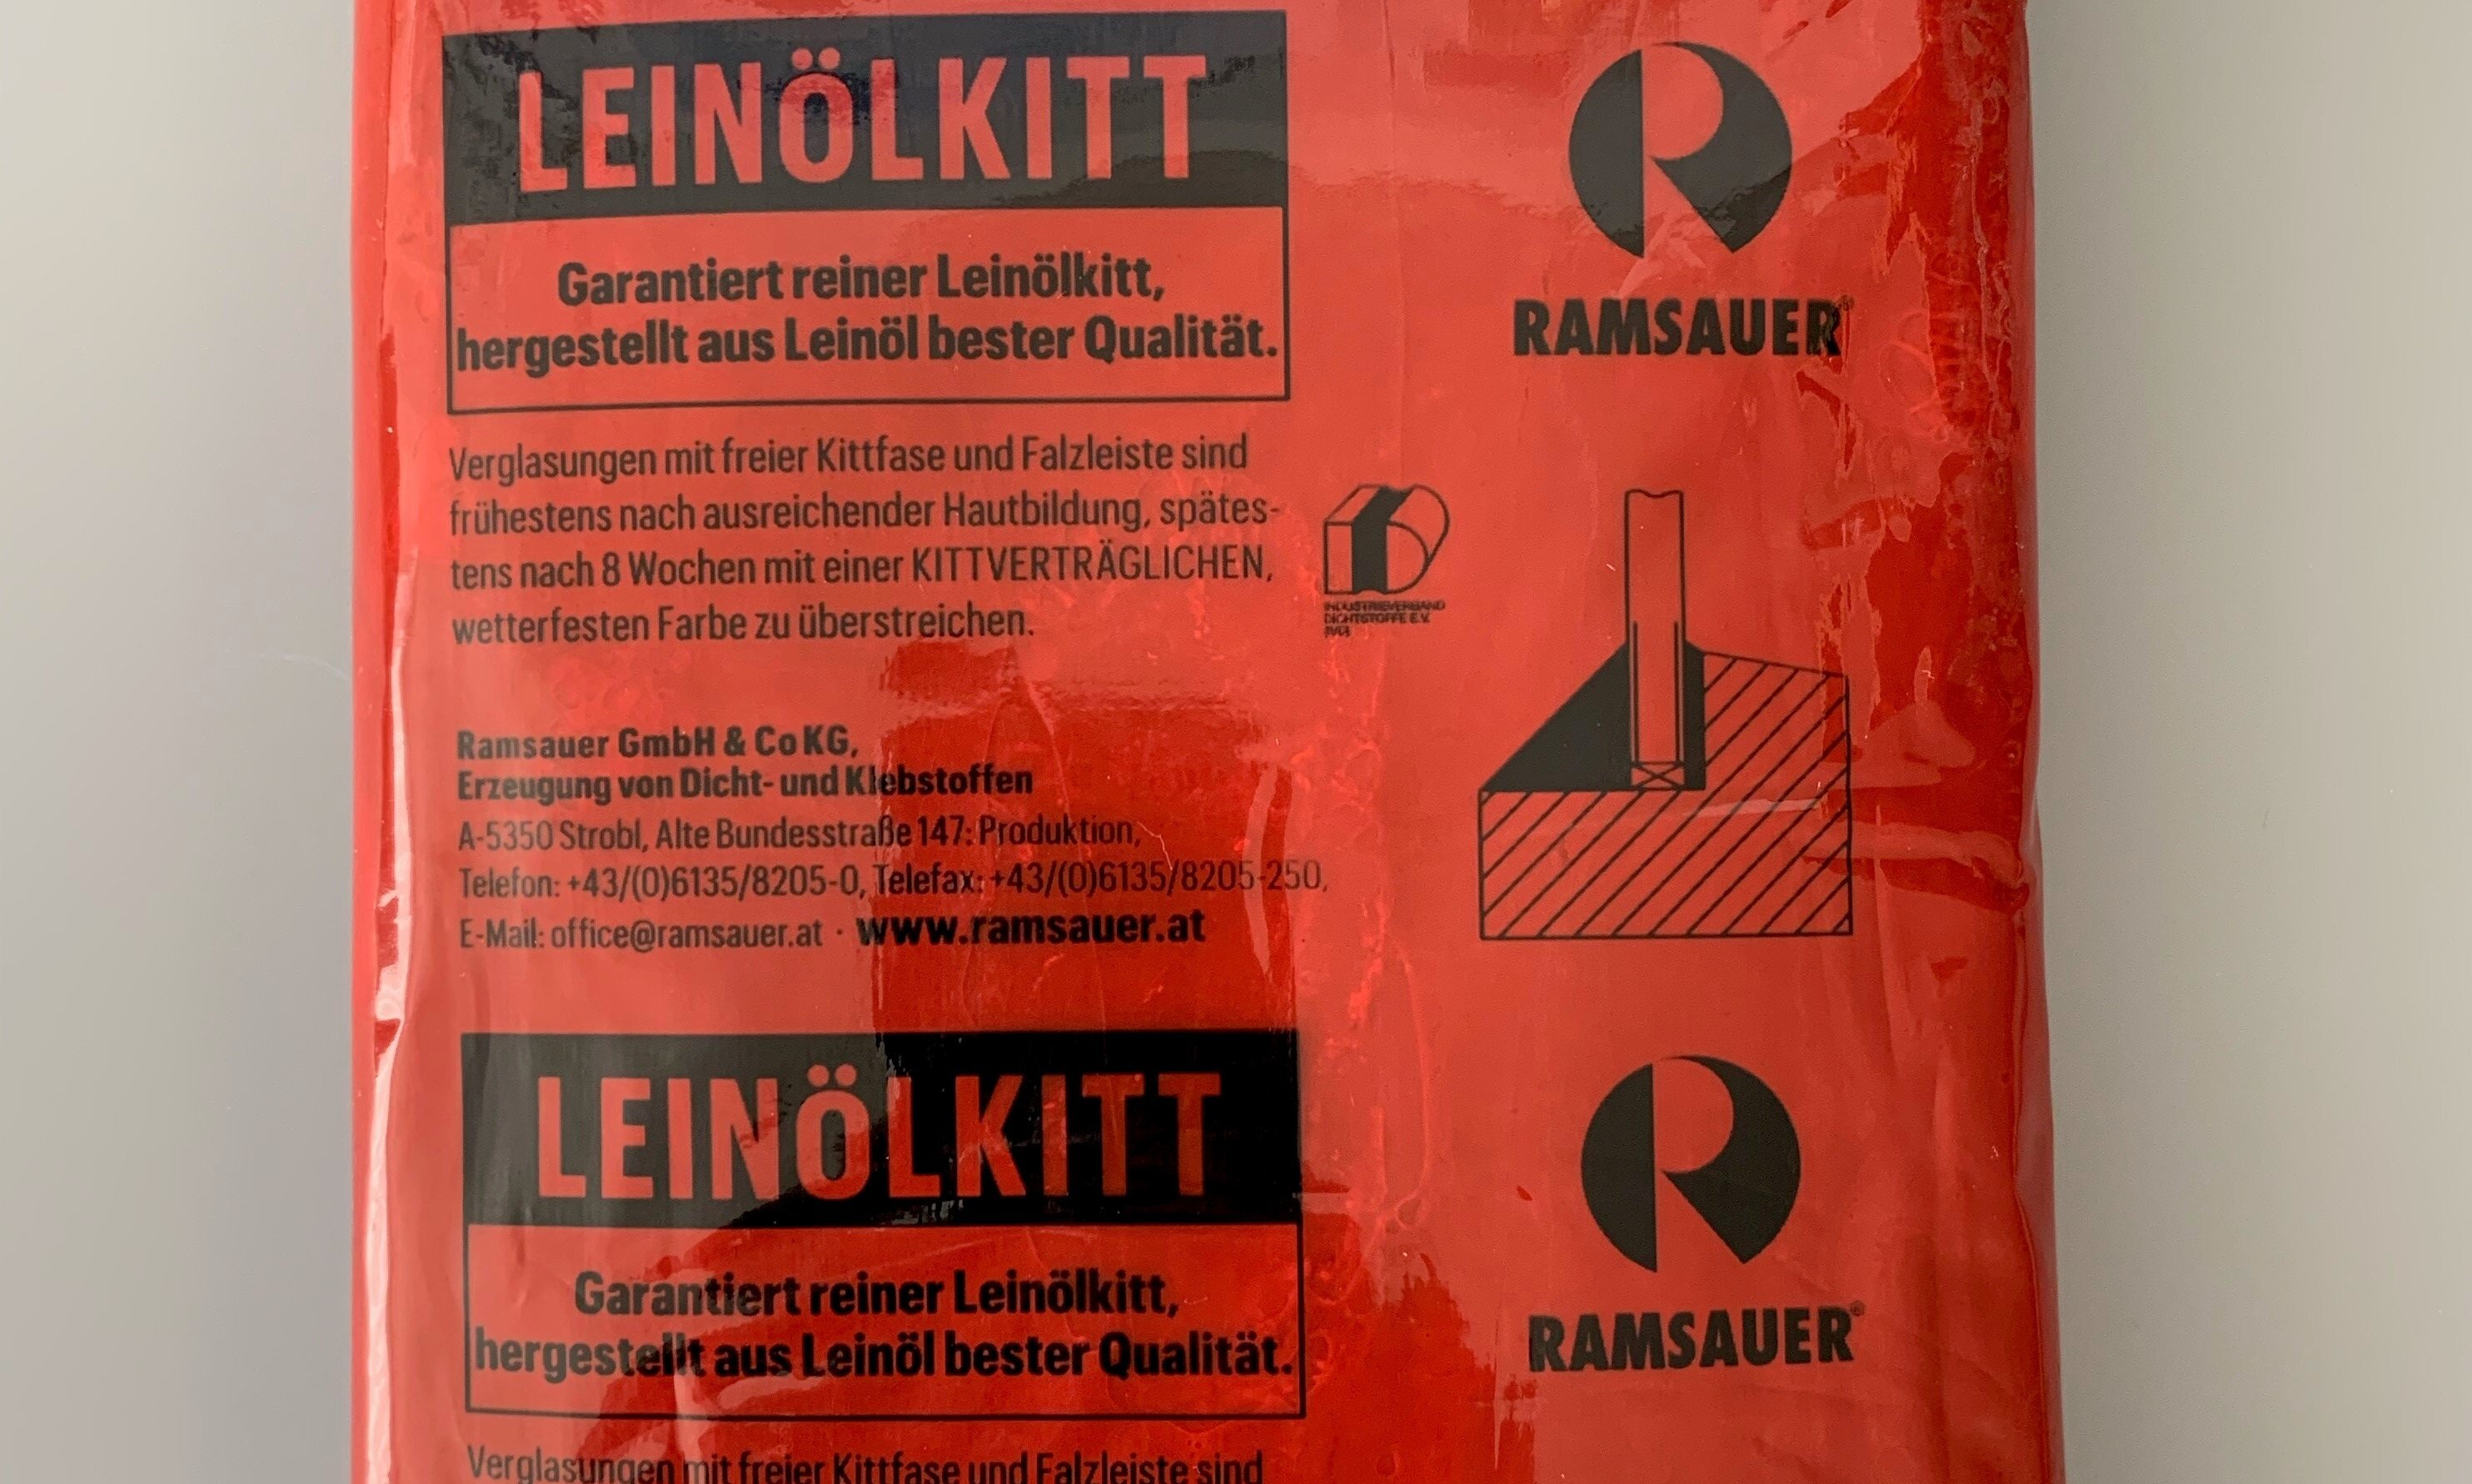 LEINÖLKITT
Garantiert reiner Leinölkitt,
hergestellt aus Leinöl bester Qualität.
RAMSAUER®
Verglasungen mit freier Kittfase und Falzleiste sind
frühestens nach ausreichender Hautbildung, spätes-
tens nach 8 Wochen mit einer KITTVERTRÄGLICHEN,
wetterfesten Farbe zu überstreichen.
INDUSTRIEVERBAND
DICHTSTOFFE E.V.
(IVD)
Ramsauer GmbH & Co KG,
Erzeugung von Dicht- und Klebstoffen
A-5350 Strobl, Alte Bundesstraße 147: Produktion,
Telefon: +43/(0)6135/8205-0, Telefax: +43/(0)6135/8205-250,
E-Mail: office@ramsauer.at · www.ramsauer.at
LEINÖLKITT
Garantiert reiner Leinölkitt,
hergestellt aus Leinöl bester Qualität.
RAMSAUER®
Verglasungen mit freier Kittfase und Falzleiste sind